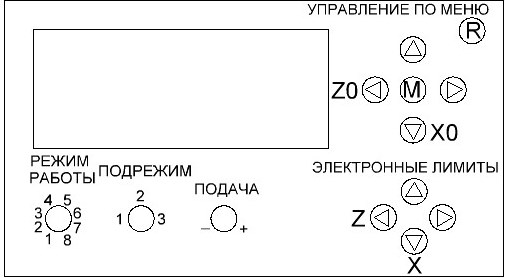 УПРАВЛЕНИЕ ПО МЕНЮ
R
Z0 M
X0
РЕЖИМ РАБОТЫ
4 5
3 6
2 7
1 8
ПОДРЕЖИМ
2
1 3
ПОДАЧА
– +
ЭЛЕКТРОННЫЕ ЛИМИТЫ
Z
X